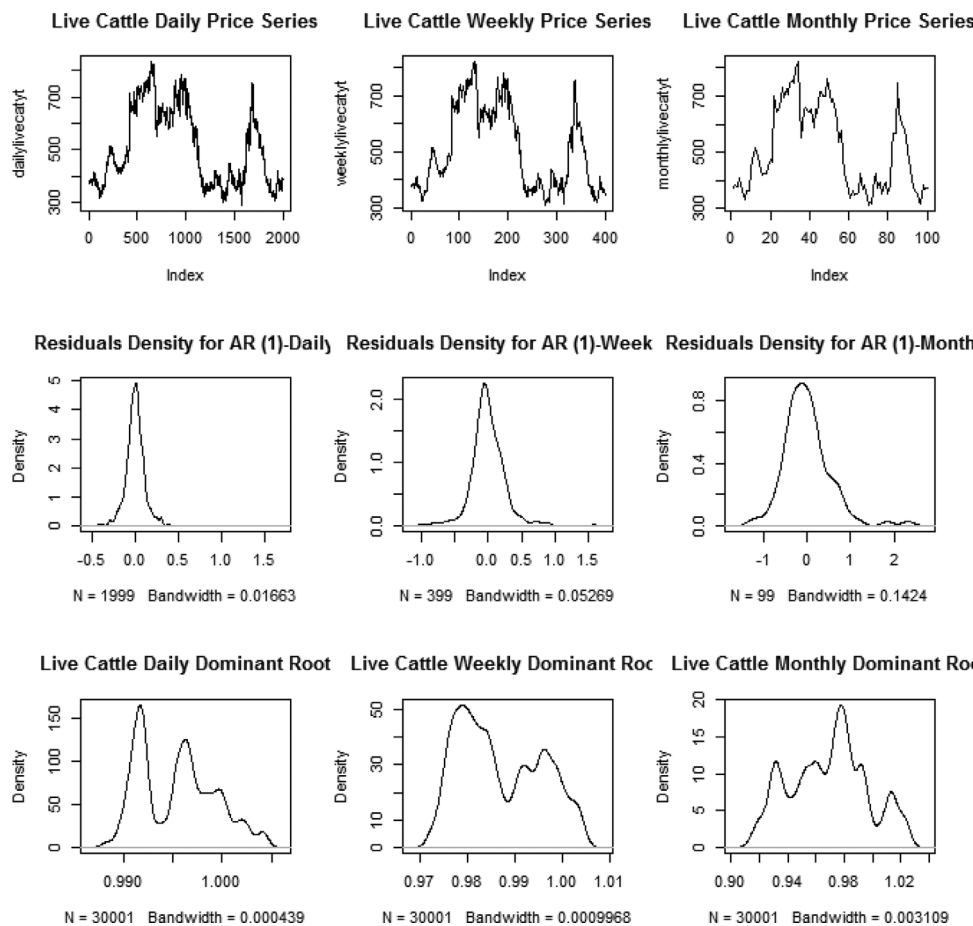 Live Cattle Daily Price Series
Live Cattle Weekly Price Series
Live Cattle Monthly Price Series
dailylivecatyt
300 500 700
0 500 1000 1500 2000
Index
weeklylivecatyt
300 500 700
0 100 200 300 400
Index
monthlylivecatyt
300 500 700
0 20 40 60 80 100
Index
Residuals Density for AR (1)-Daily
Residuals Density for AR (1)-Week
Residuals Density for AR (1)-Month
Density
0 1 2 3 4 5
-0.5 0.0 0.5 1.0 1.5
N = 1999 Bandwidth = 0.01663
Density
0.0 1.0 2.0
-1.0 0.0 0.5 1.0 1.5
N = 399 Bandwidth = 0.05269
Density
0.0 0.4 0.8
-1 0 1 2
N = 99 Bandwidth = 0.1424
Live Cattle Daily Dominant Root
Live Cattle Weekly Dominant Roo
Live Cattle Monthly Dominant Roo
Density
0 50 100 150
0.990 1.000
N = 30001 Bandwidth = 0.000439
Density
0 10 30 50
0.97 0.98 0.99 1.00 1.01
N = 30001 Bandwidth = 0.0009968
Density
0 5 10 15 20
0.90 0.94 0.98 1.02
N = 30001 Bandwidth = 0.003109